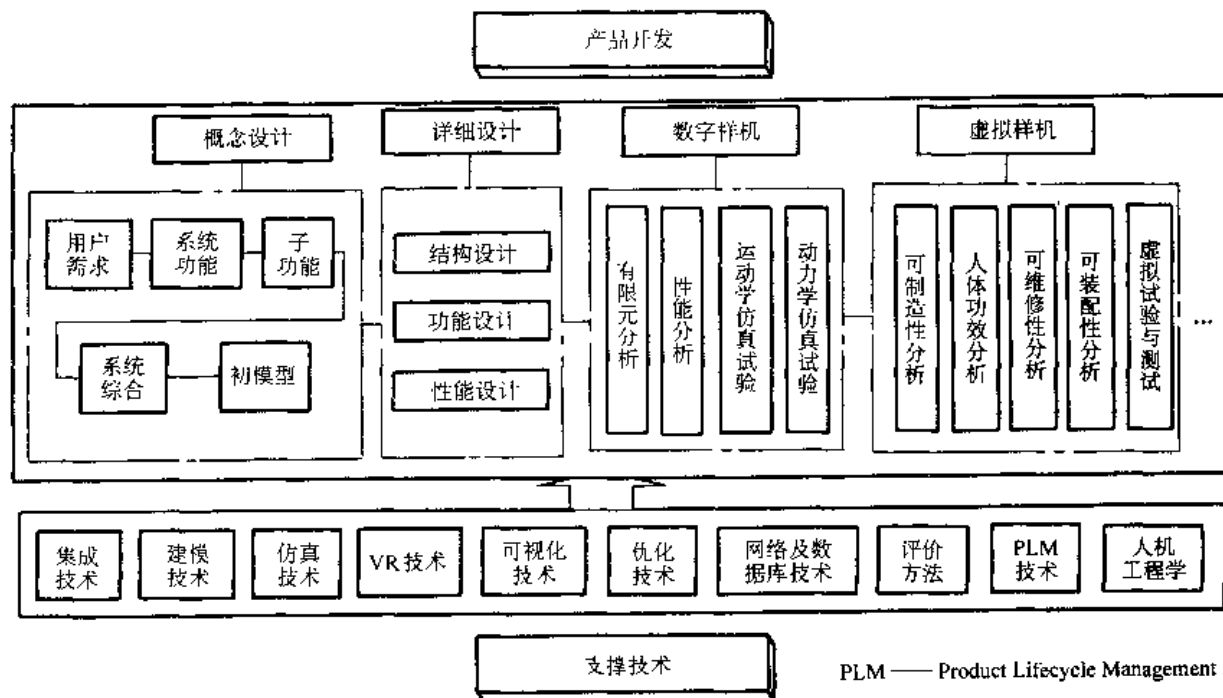 产品开发
概念设计
详细设计
数字样机
虚拟样机
用户
需求
系统
功能
子
功能
系统
综合
初模型
结构设计
功能设计
性能设计
有限元分析
性能分析
运动学仿真试验
动力学仿真试验
可制造性分析
人体功效分析
可维修性分析
可装配性分析
虚拟试验与测试
...
集成
技术
建模
技术
仿真
技术
VR 技术
可视化
技术
优化
技术
网络及数
据库技术
评价
方法
PLM
技术
人机
工程学
支撑技术
PLM —— Product Lifecycle Management